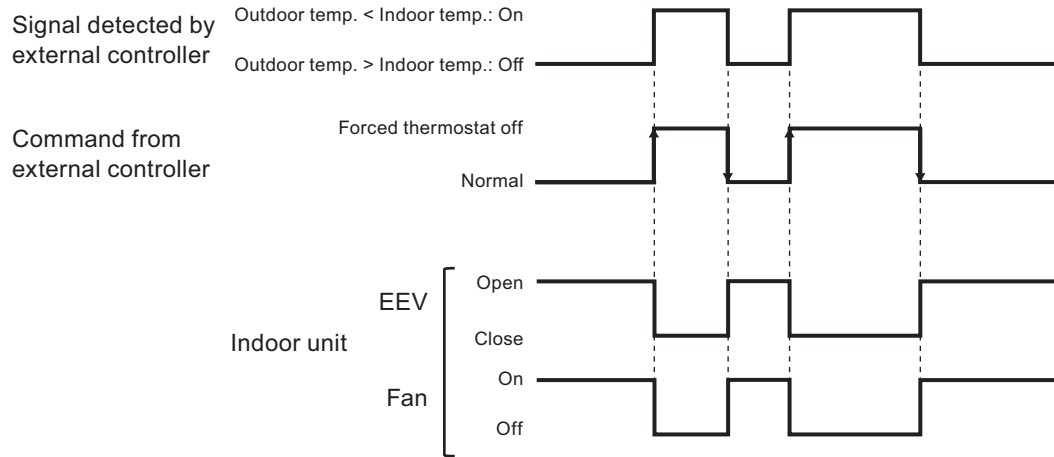 Signal detected by
external controller
Outdoor temp. < Indoor temp.: On
Outdoor temp. > Indoor temp.: Off
Command from
external controller
Forced thermostat off
Normal
Indoor unit
EEV
Open
Close
Fan
On
Off